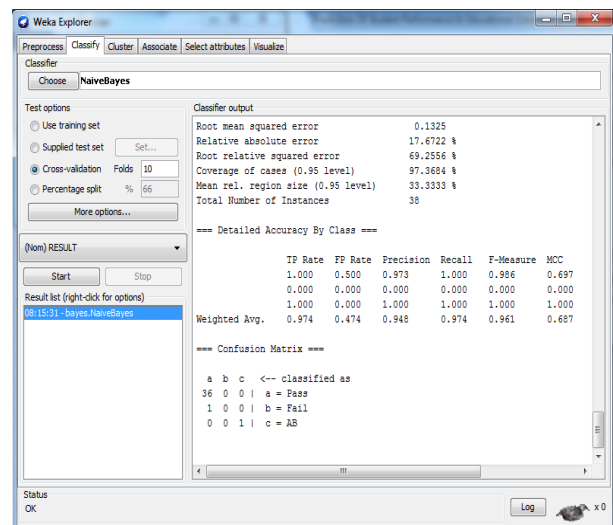 Weka Explorer
Preprocess Classify Cluster Associate Select attributes Visualize
Classifier
Choose NaiveBayes
Test options
Use training set
Supplied test set Set...
Cross-validation Folds 10
Percentage split % 66
More options...
(Nom) RESULT
Start Stop
Result list (right-click for options)
08:15:31 - bayes.NaiveBayes
Classifier output
Root mean squared error 0.1325
Relative absolute error 17.6722 %
Root relative squared error 69.2556 %
Coverage of cases (0.95 level) 97.3684 %
Mean rel. region size (0.95 level) 33.3333 %
Total Number of Instances 38
=== Detailed Accuracy By Class ===
TP Rate FP Rate Precision Recall F-Measure MCC
1.000 0.500 0.973 1.000 0.986 0.697
0.000 0.000 0.000 0.000 0.000 0.000
1.000 0.000 1.000 1.000 1.000 1.000
Weighted Avg. 0.974 0.474 0.948 0.974 0.961 0.687
=== Confusion Matrix ===
a b c <-- classified as
36 0 0 | a = Pass
1 0 0 | b = Fail
0 0 1 | c = AB
Status
OK
Log
x 0